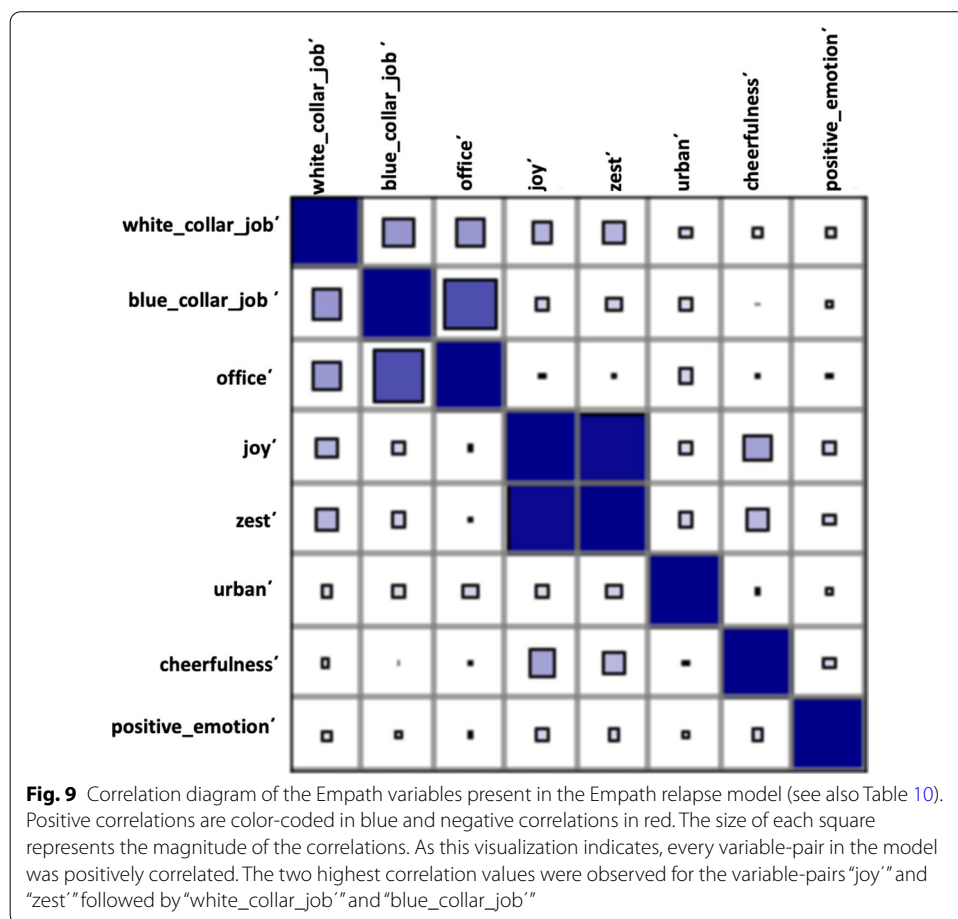 white_collar_job′
blue_collar_job ′
office′
joy′
zest′
urban′
cheerfulness′
positive_emotion′
white_collar_job′
blue_collar_job ′
office′
joy′
zest′
urban′
cheerfulness′
positive_emotion′
Fig. 9 Correlation diagram of the Empath variables present in the Empath relapse model (see also Table 10).
Positive correlations are color-coded in blue and negative correlations in red. The size of each square
represents the magnitude of the correlations. As this visualization indicates, every variable-pair in the model
was positively correlated. The two highest correlation values were observed for the variable-pairs “joy′” and
“zest′” followed by “white_collar_job′” and “blue_collar_job′”